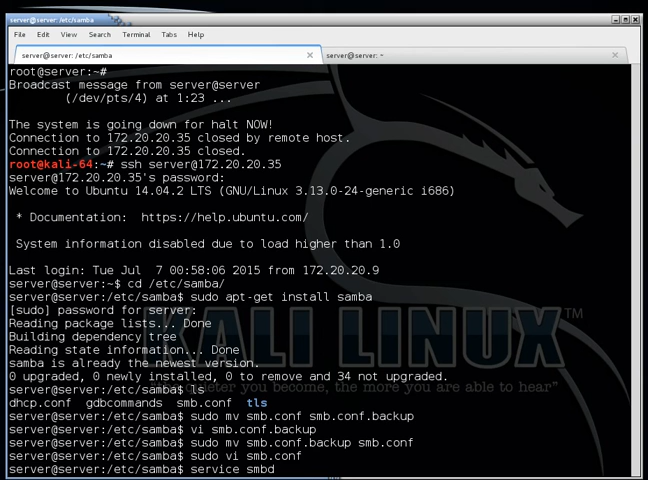 server@server: /etc/samba
File Edit View Search Terminal Tabs Help
server@server: /etc/samba × server@server: ~ ×
root@server:~#
Broadcast message from server@server
(/dev/pts/4) at 1:23 ...
The system is going down for halt NOW!
Connection to 172.20.20.35 closed by remote host.
Connection to 172.20.20.35 closed.
root@kali-64:~# ssh server@172.20.20.35
server@172.20.20.35's password:
Welcome to Ubuntu 14.04.2 LTS (GNU/Linux 3.13.0-24-generic i686)
* Documentation: https://help.ubuntu.com/
System information disabled due to load higher than 1.0
Last login: Tue Jul 7 00:58:06 2015 from 172.20.20.9
server@server:~$ cd /etc/samba/
server@server:/etc/samba$ sudo apt-get install samba
[sudo] password for server:
Reading package lists... Done
Building dependency tree
Reading state information... Done
samba is already the newest version.
0 upgraded, 0 newly installed, 0 to remove and 34 not upgraded.
server@server:/etc/samba$ ls
dhcp.conf gdbcommands smb.conf tls
server@server:/etc/samba$ sudo mv smb.conf smb.conf.backup
server@server:/etc/samba$ vi smb.conf.backup
server@server:/etc/samba$ sudo mv smb.conf.backup smb.conf
server@server:/etc/samba$ sudo vi smb.conf
server@server:/etc/samba$ service smbd
KALI LINUX™
you become, the more you are able to hear"